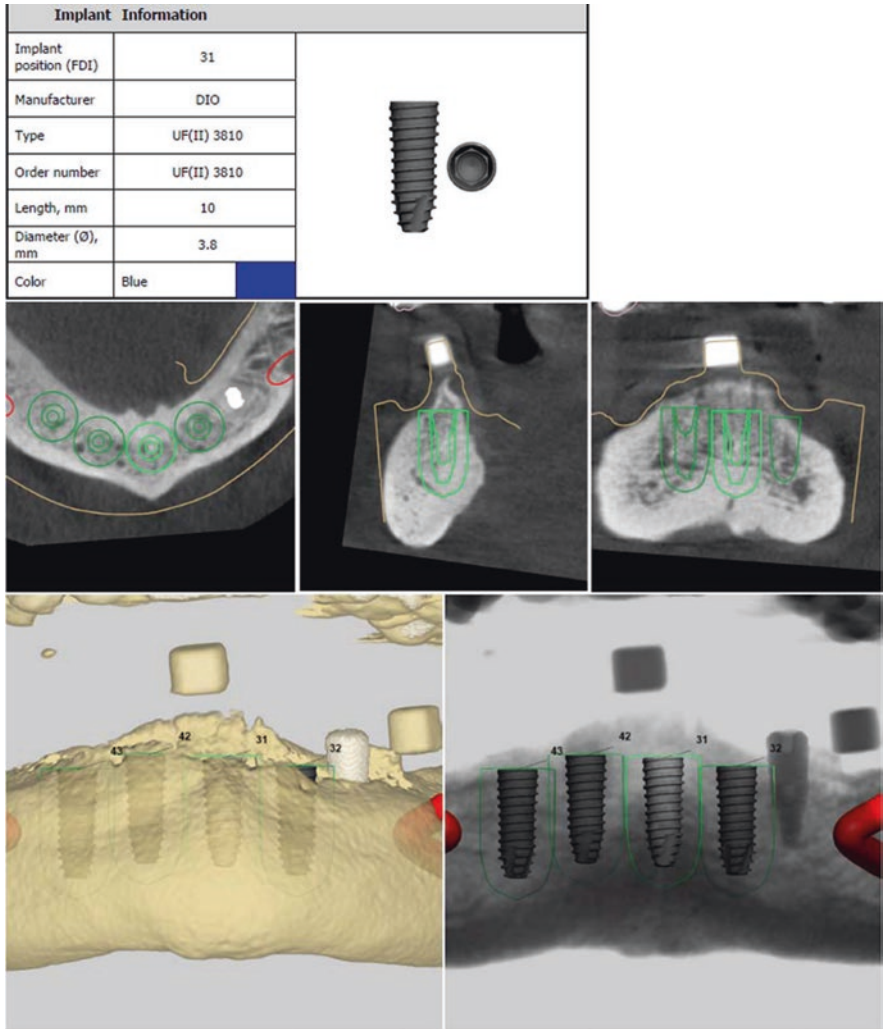 Implant Information
Implant position (FDI) 31
Manufacturer DIO
Type UF(II) 3810
Order number UF(II) 3810
Length, mm 10
Diameter (Ø), mm 3.8
Color Blue
43
42
31
32
43
42
31
32